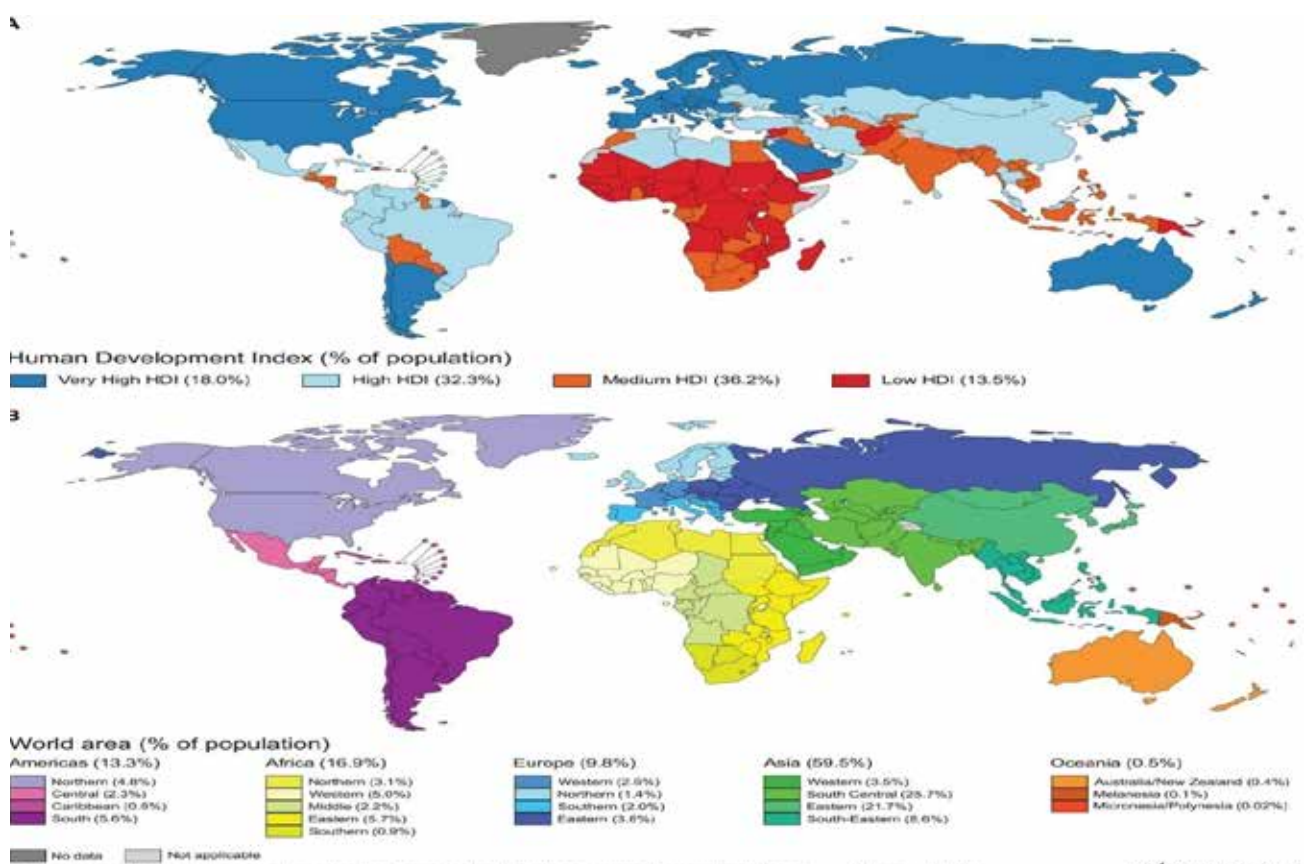 A
Human Development Index (% of population)
Very High HDI (18.0%) High HDI (32.3%) Medium HDI (36.2%) Low HDI (13.5%)
B
World area (% of population)
Americas (13.3%) Africa (16.9%) Europe (9.8%) Asia (59.5%) Oceania (0.5%)
Northern (4.8%) Northern (3.1%) Western (2.5%) Western (3.5%) Australia/New Zealand (0.4%)
Central (2.3%) Western (5.0%) Northern (1.4%) South Central (25.7%) Melanesia (0.1%)
Caribbean (0.6%) Middle (2.2%) Southern (2.0%) Eastern (21.7%) Micronesia/Polynesia (0.02%)
South (5.6%) Eastern (5.7%) Eastern (3.8%) South-Eastern (8.6%)
Southern (0.9%)
No data Not applicable